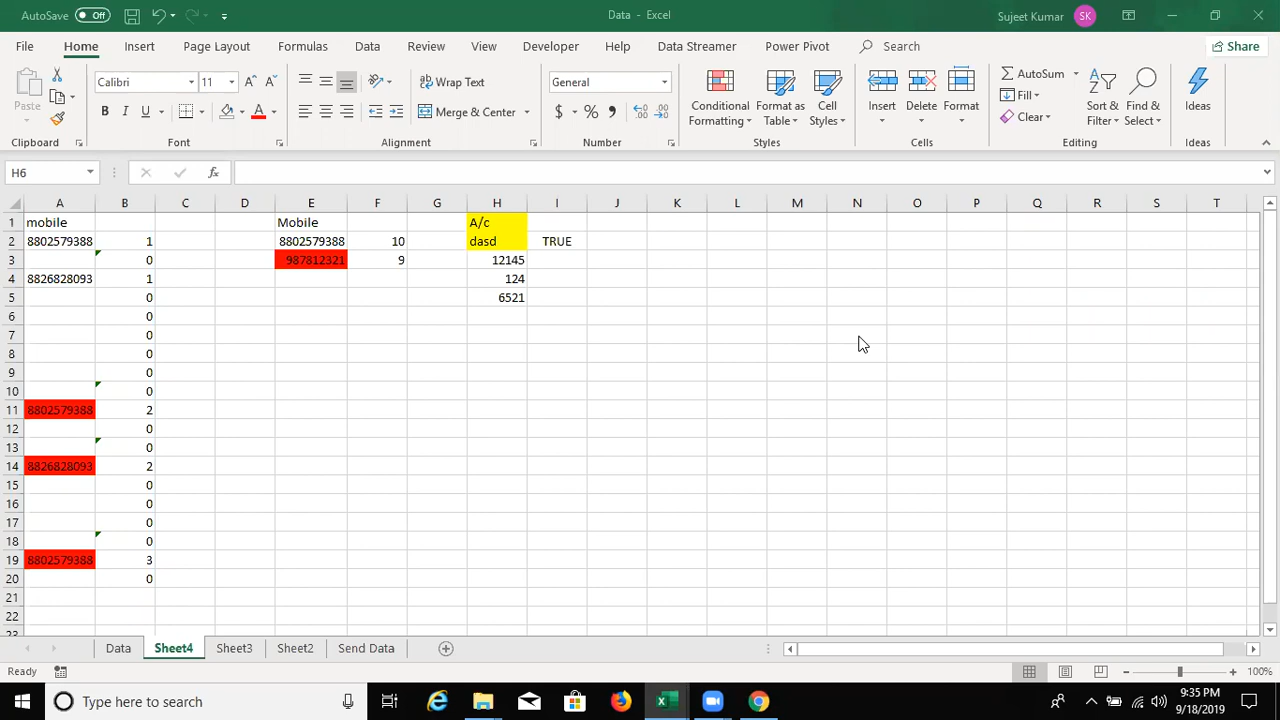 AutoSave Off
Data - Excel
Sujeet Kumar SK
File Home Insert Page Layout Formulas Data Review View Developer Help Data Streamer Power Pivot Search Share
Paste
Calibri 11
B I U
Wrap Text
Merge & Center
General
$ % ,
Conditional Formatting
Format as Table
Cell Styles
Insert
Delete
Format
AutoSum
Fill
Clear
Sort & Filter
Find & Select
Ideas
Clipboard Font Alignment Number Styles Cells Editing Ideas
H6 fx
A B C D E F G H I J K L M N O P Q R S T
1 mobile Mobile A/c
2 8802579388 1 8802579388 10 dasd TRUE
3 0 987812321 9 12145
4 8826828093 1 124
5 0 6521
6 0
7 0
8 0
9 0
10 0
11 8802579388 2
12 0
13 0
14 8826828093 2
15 0
16 0
17 0
18 0
19 8802579388 3
20 0
21
22
23
Data Sheet4 Sheet3 Sheet2 Send Data
Ready
100%
Type here to search
9:35 PM
9/18/2019